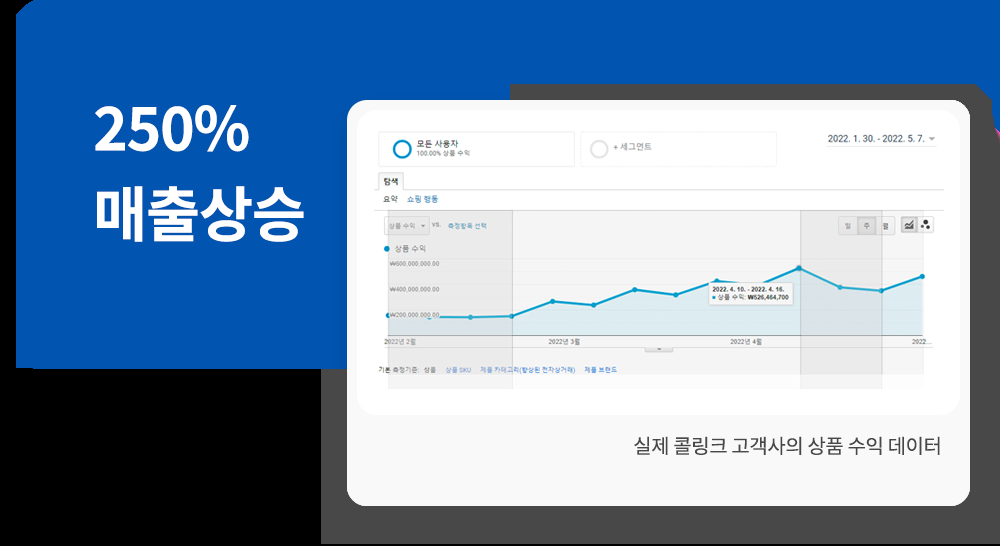 250%
매출상승
모든 사용자
100.00% 상품 수익
+ 세그먼트
2022. 1. 30. - 2022. 5. 7.
탐색
요약 쇼핑 행동
상품 수익 vs. 측정항목 선택
일 주 월
상품 수익
₩600,000,000.00
₩400,000,000.00
₩200,000,000.00
2022. 4. 10. - 2022. 4. 16.
상품 수익: ₩526,464,700
2022년 2월 2022년 3월 2022년 4월 2022...
기본 측정기준: 상품 상품 SKU 제품 카테고리(향상된 전자상거래) 제품 브랜드
실제 콜링크 고객사의 상품 수익 데이터